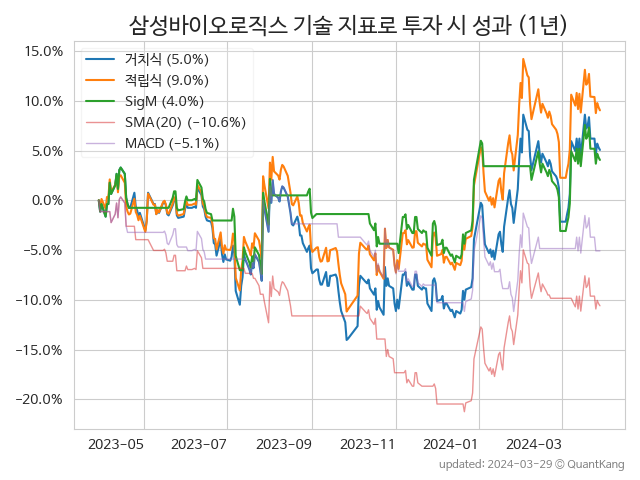 삼성바이오로직스 기술 지표로 투자 시 성과 (1년)
15.0%
10.0%
5.0%
0.0%
−5.0%
−10.0%
−15.0%
−20.0%
거치식 (5.0%)
적립식 (9.0%)
SigM (4.0%)
SMA(20) (−10.6%)
MACD (−5.1%)
2023-05 2023-07 2023-09 2023-11 2024-01 2024-03
updated: 2024-03-29 © QuantKang